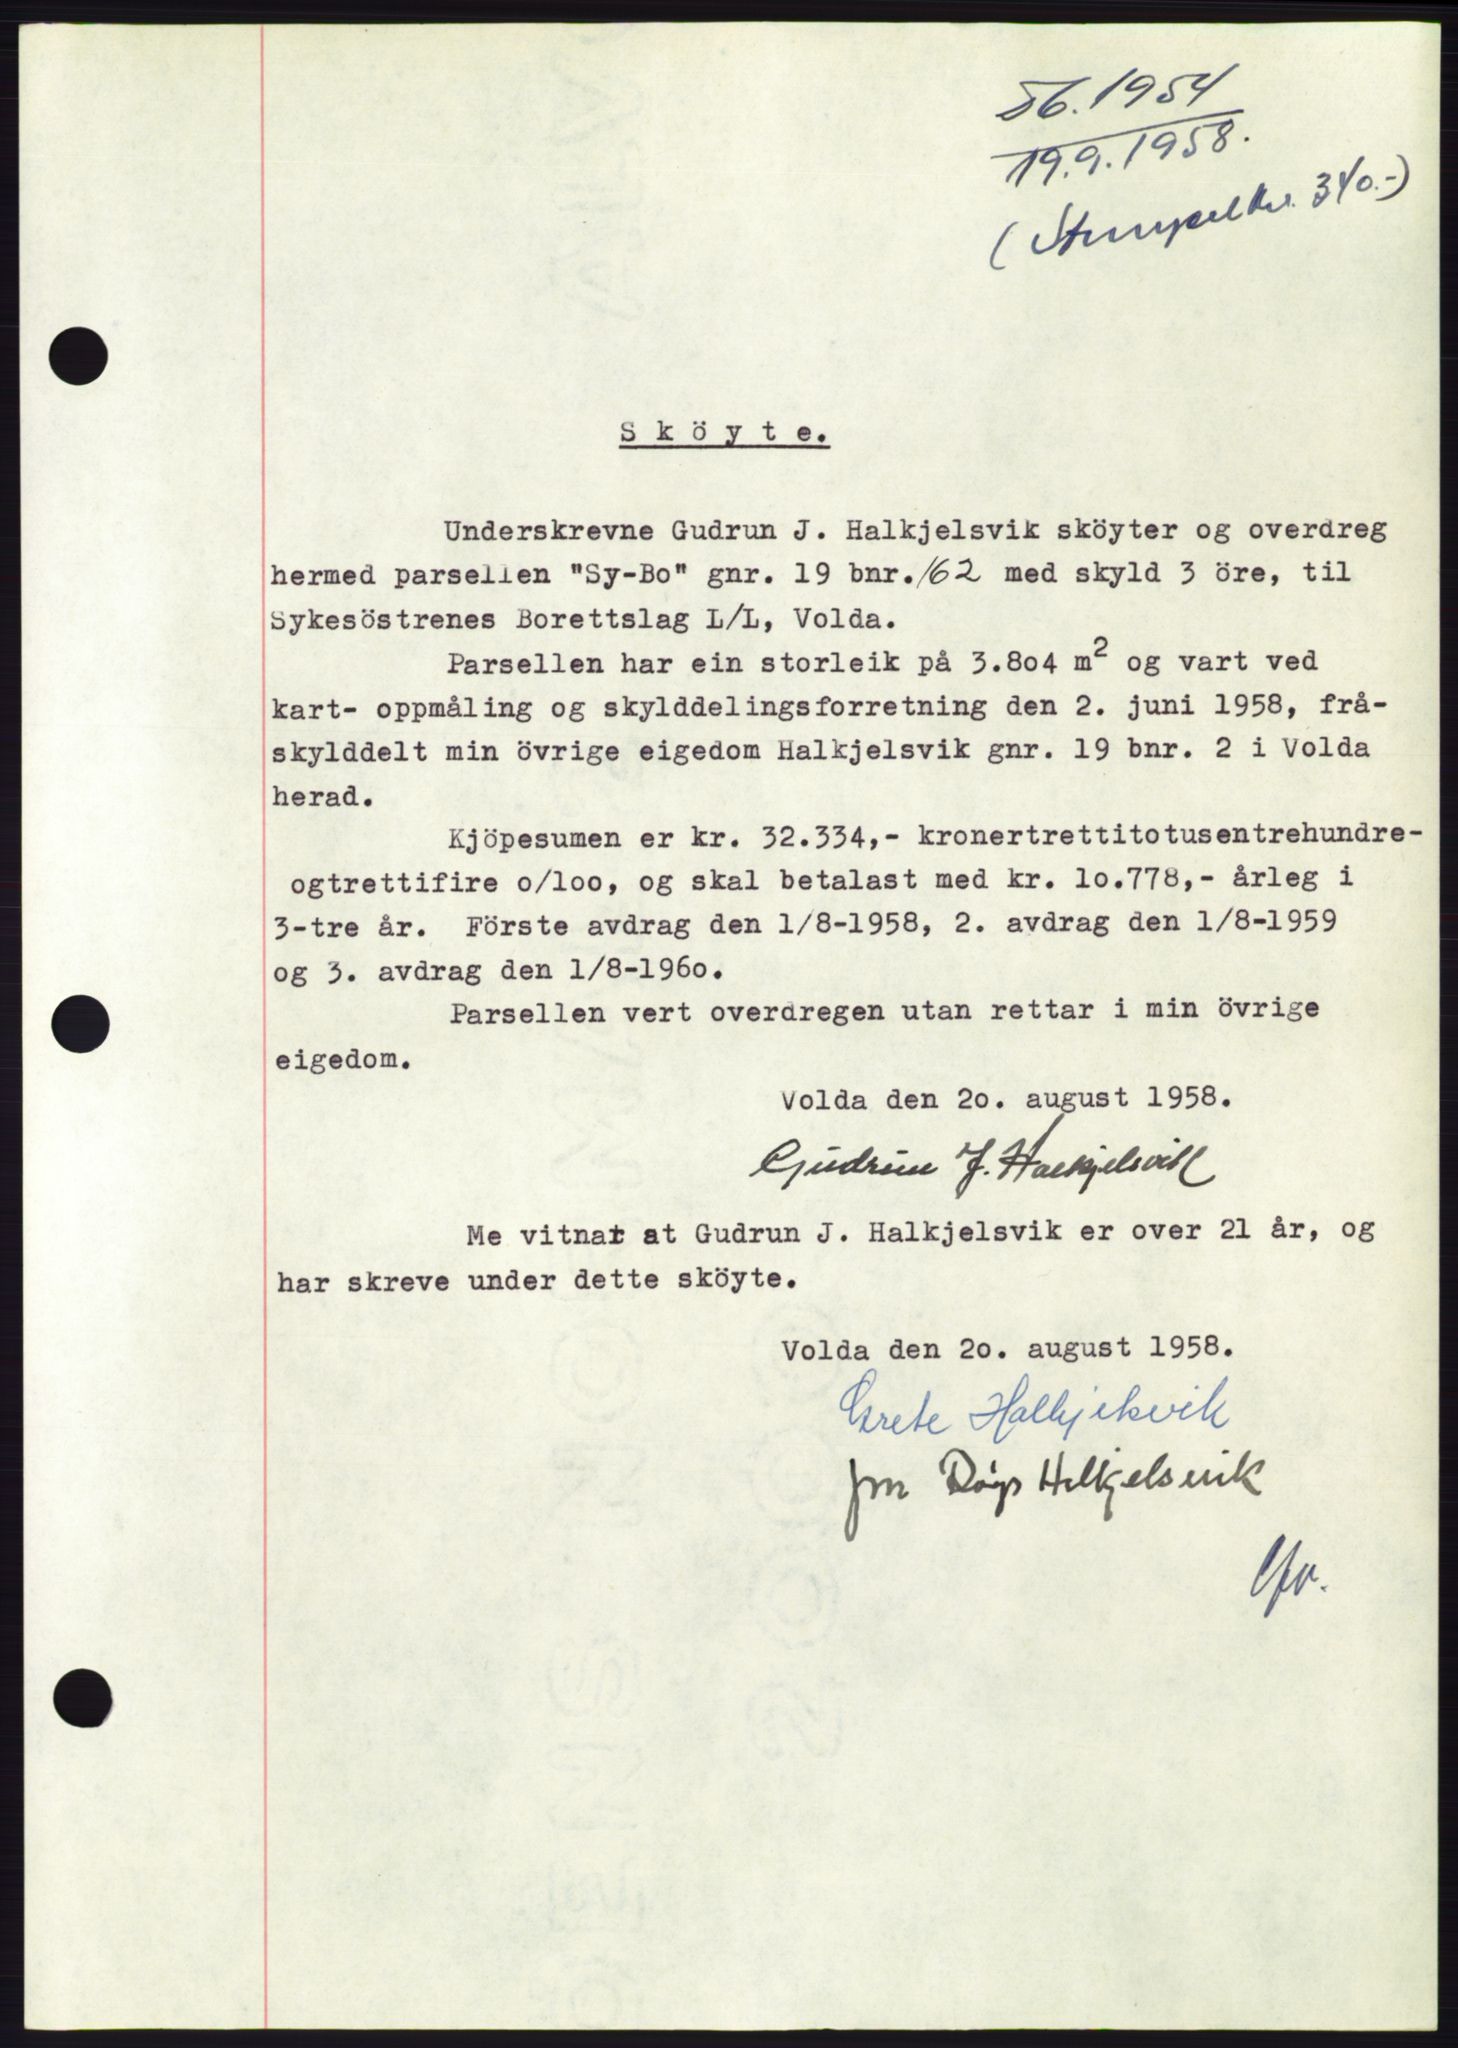 56.1954
19.9.1958.
(Stempel kr. 340.-)
Sköyte.
Underskrevne Gudrun J. Halkjelsvik sköyter og overdreg
hermed parsellen "Sy-Bo" gnr. 19 bnr. 162 med skyld 3 öre, til
Sykesöstrenes Borettslag L/L, Volda.
Parsellen har ein storleik på 3.804 m2 og vart ved
kart- oppmåling og skylddelingsforretning den 2. juni 1958, frå-
skylddelt min övrige eigedom Halkjelsvik gnr. 19 bnr. 2 i Volda
herad.
Kjöpesumen er kr. 32.334,- kronertrettitotusentrehundre-
ogtrettifire o/loo, og skal betalast med kr. lo.778,- årleg i
3-tre år. Förste avdrag den 1/8-1958, 2. avdrag den 1/8-1959
og 3. avdrag den 1/8-196o.
Parsellen vert overdregen utan rettar i min övrige
eigedom.
Volda den 2o. august 1958.
Gudrun J. Halkjelsvik
Me vitnar at Gudrun J. Halkjelsvik er over 21 år, og
har skreve under dette sköyte.
Volda den 2o. august 1958.
Grete Halkjelsvik
Jon Halkjelsvik